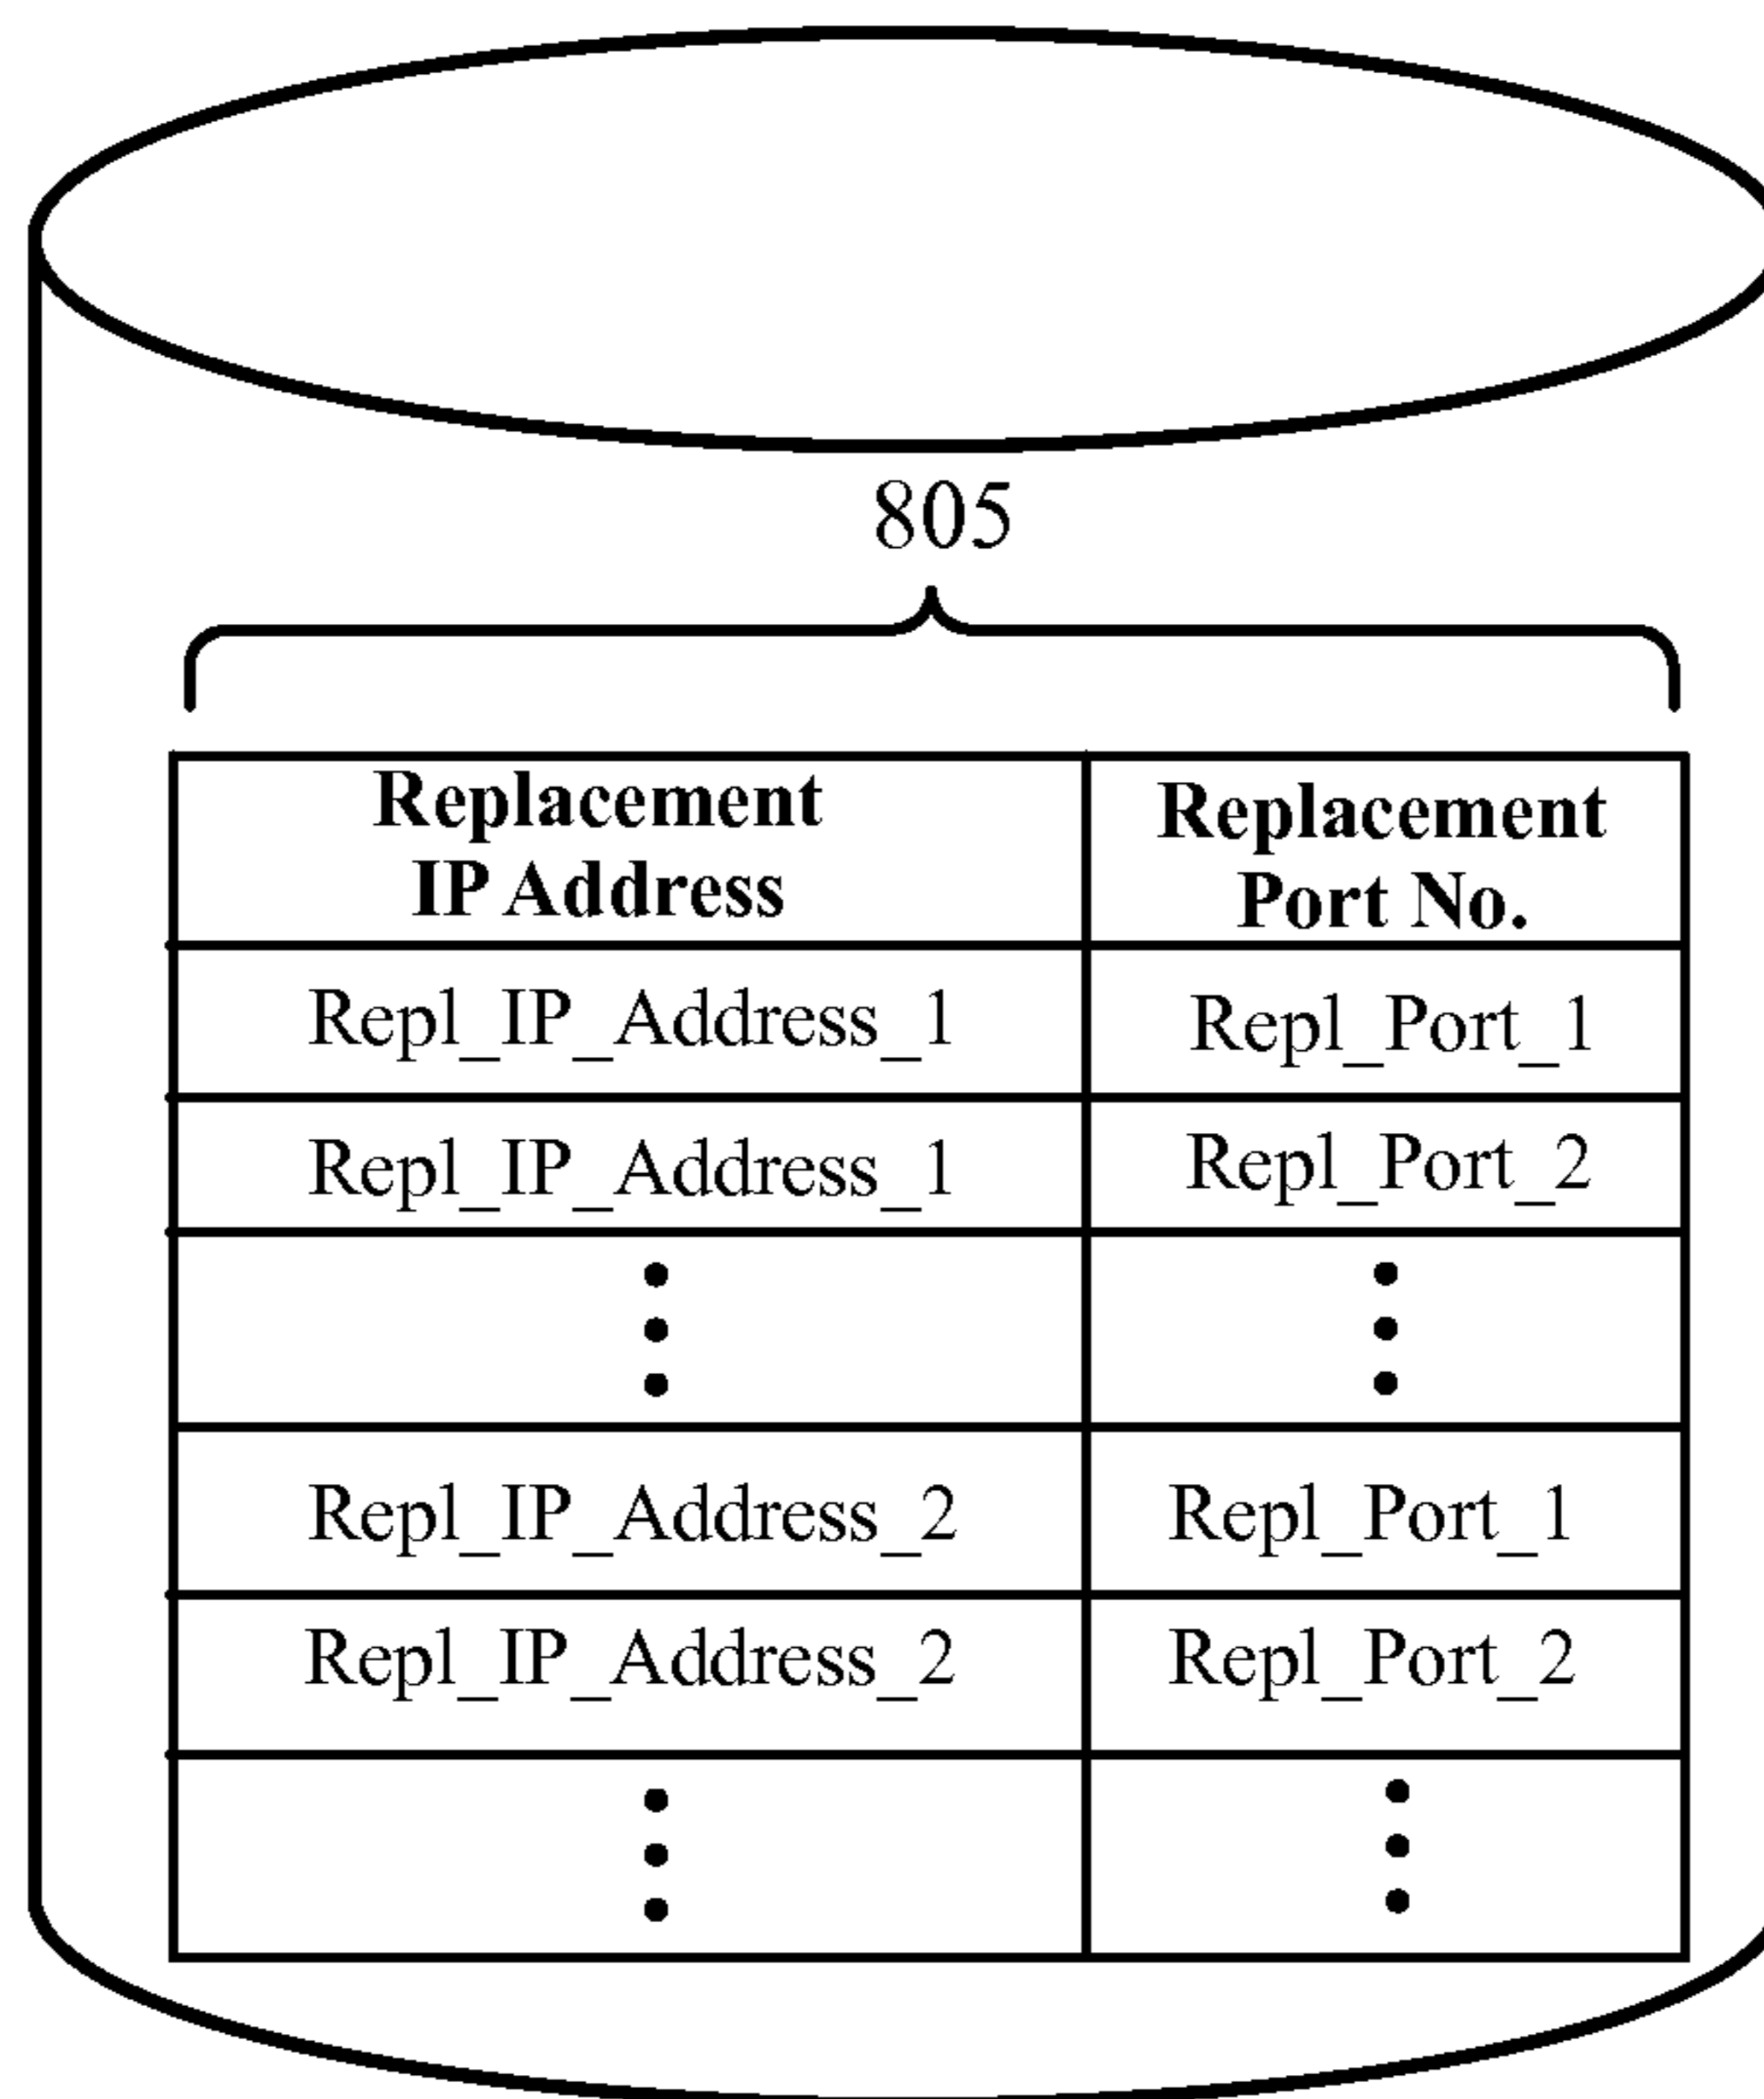 805
Replacement
IP Address
Replacement
Port No.
Repl_IP_Address_1 Repl_Port_1
Repl_IP_Address_1 Repl_Port_2
Repl_IP_Address_2 Repl_Port_1
Repl_IP_Address_2 Repl_Port_2